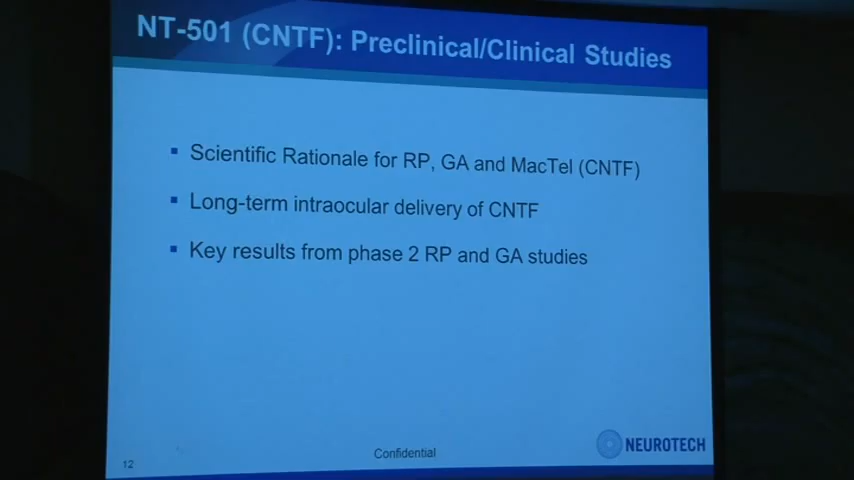 NT-501 (CNTF): Preclinical/Clinical Studies
Scientific Rationale for RP, GA and MacTel (CNTF)
Long-term intraocular delivery of CNTF
Key results from phase 2 RP and GA studies
12
Confidential
NEUROTECH